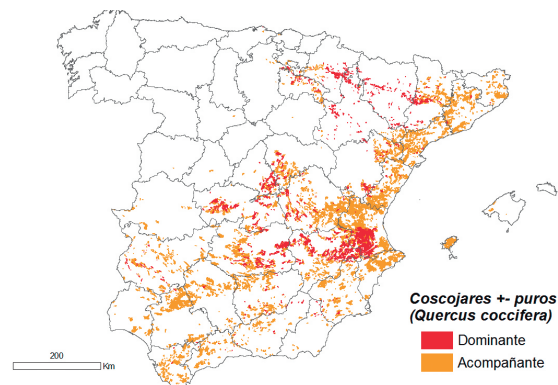 Coscojares +- puros
(Quercus coccifera)
Dominante
Acompañante
200
Km